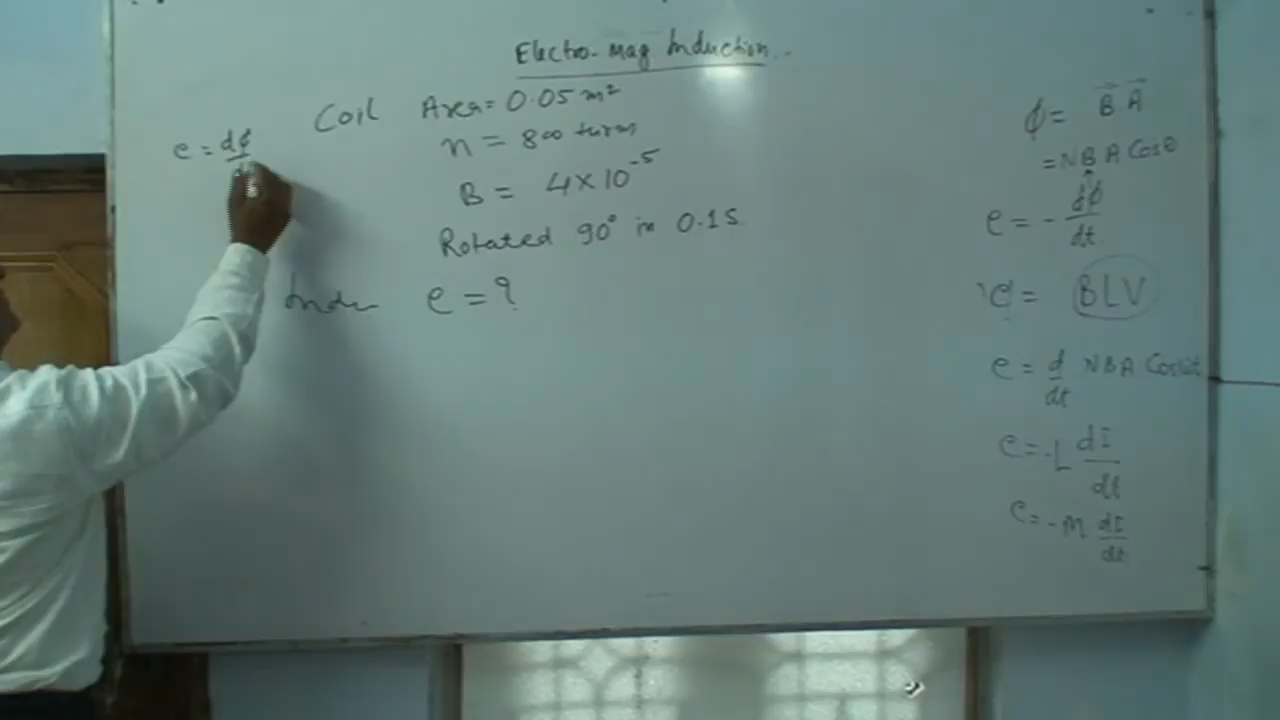 Electro-Mag Induction..
Coil Area = 0.05 m²
n = 800 turns
B = 4×10⁻⁵
Rotated 90° in 0.1S
e = ?
e = dφ
φ = B⃗ A⃗
= NBA Cosθ
e = - dφ/dt
e = BLV
e = d/dt NBA Cosωt
e = -L dI/dt
e = -M dI/dt